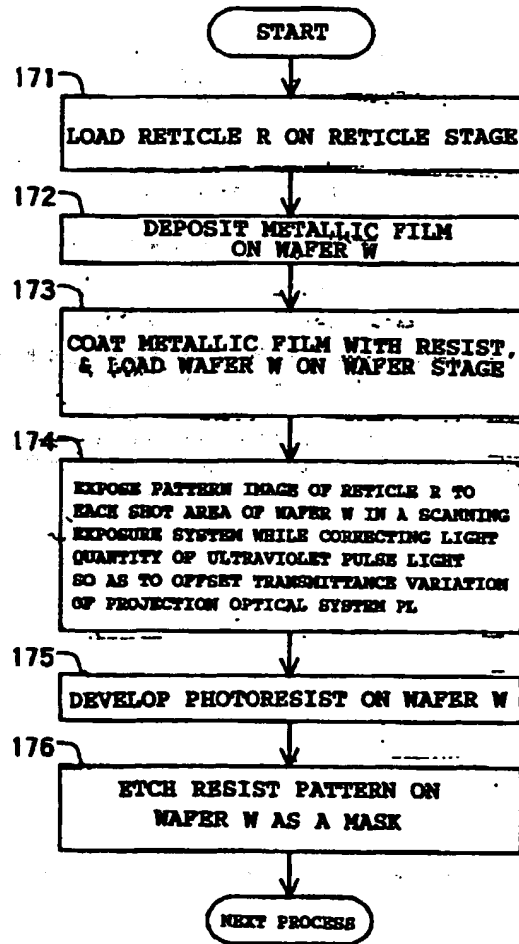 START
171
LOAD RETICLE R ON RETICLE STAGE
172
DEPOSIT METALLIC FILM
ON WAFER W
173
COAT METALLIC FILM WITH RESIST,
& LOAD WAFER W ON WAFER STAGE
174
EXPOSE PATTERN IMAGE OF RETICLE R TO
EACH SHOT AREA OF WAFER W IN A SCANNING
EXPOSURE SYSTEM WHILE CORRECTING LIGHT
QUANTITY OF ULTRAVIOLET PULSE LIGHT
SO AS TO OFFSET TRANSMITTANCE VARIATION
OF PROJECTION OPTICAL SYSTEM PL
175
DEVELOP PHOTORESIST ON WAFER W
176
ETCH RESIST PATTERN ON
WAFER W AS A MASK
NEXT PROCESS